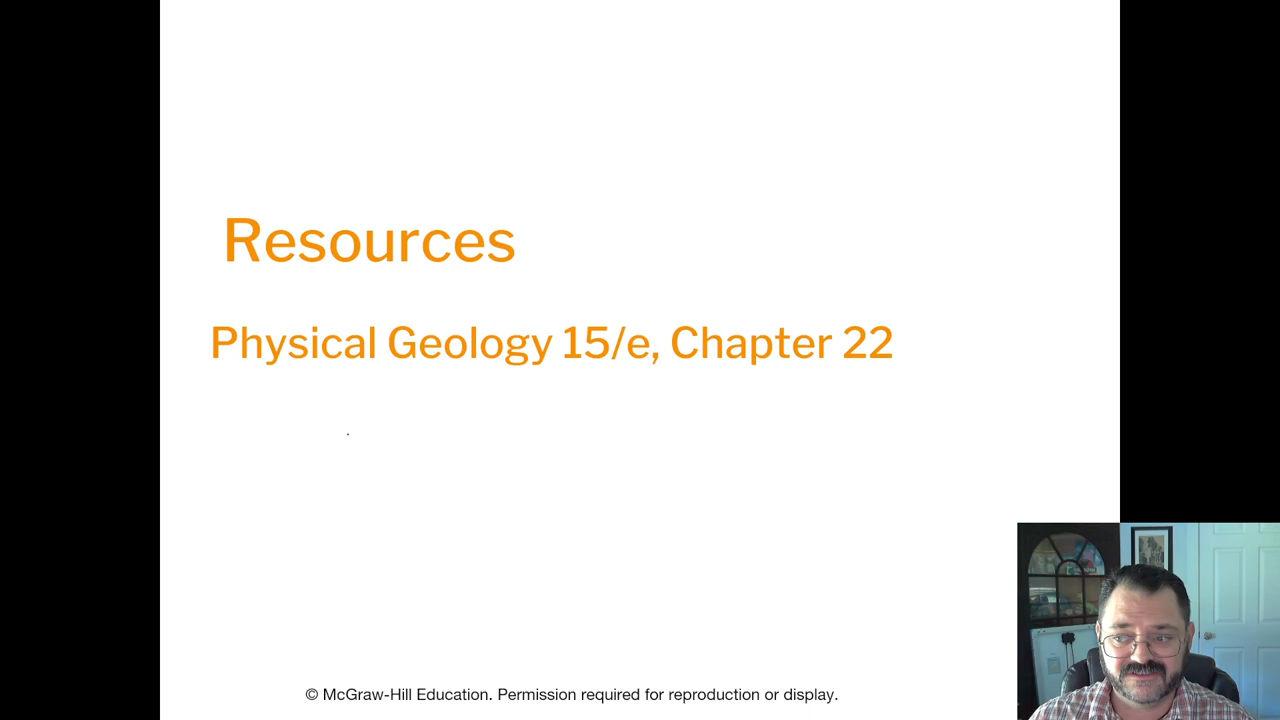 Resources
Physical Geology 15/e, Chapter 22
© McGraw-Hill Education. Permission required for reproduction or display.